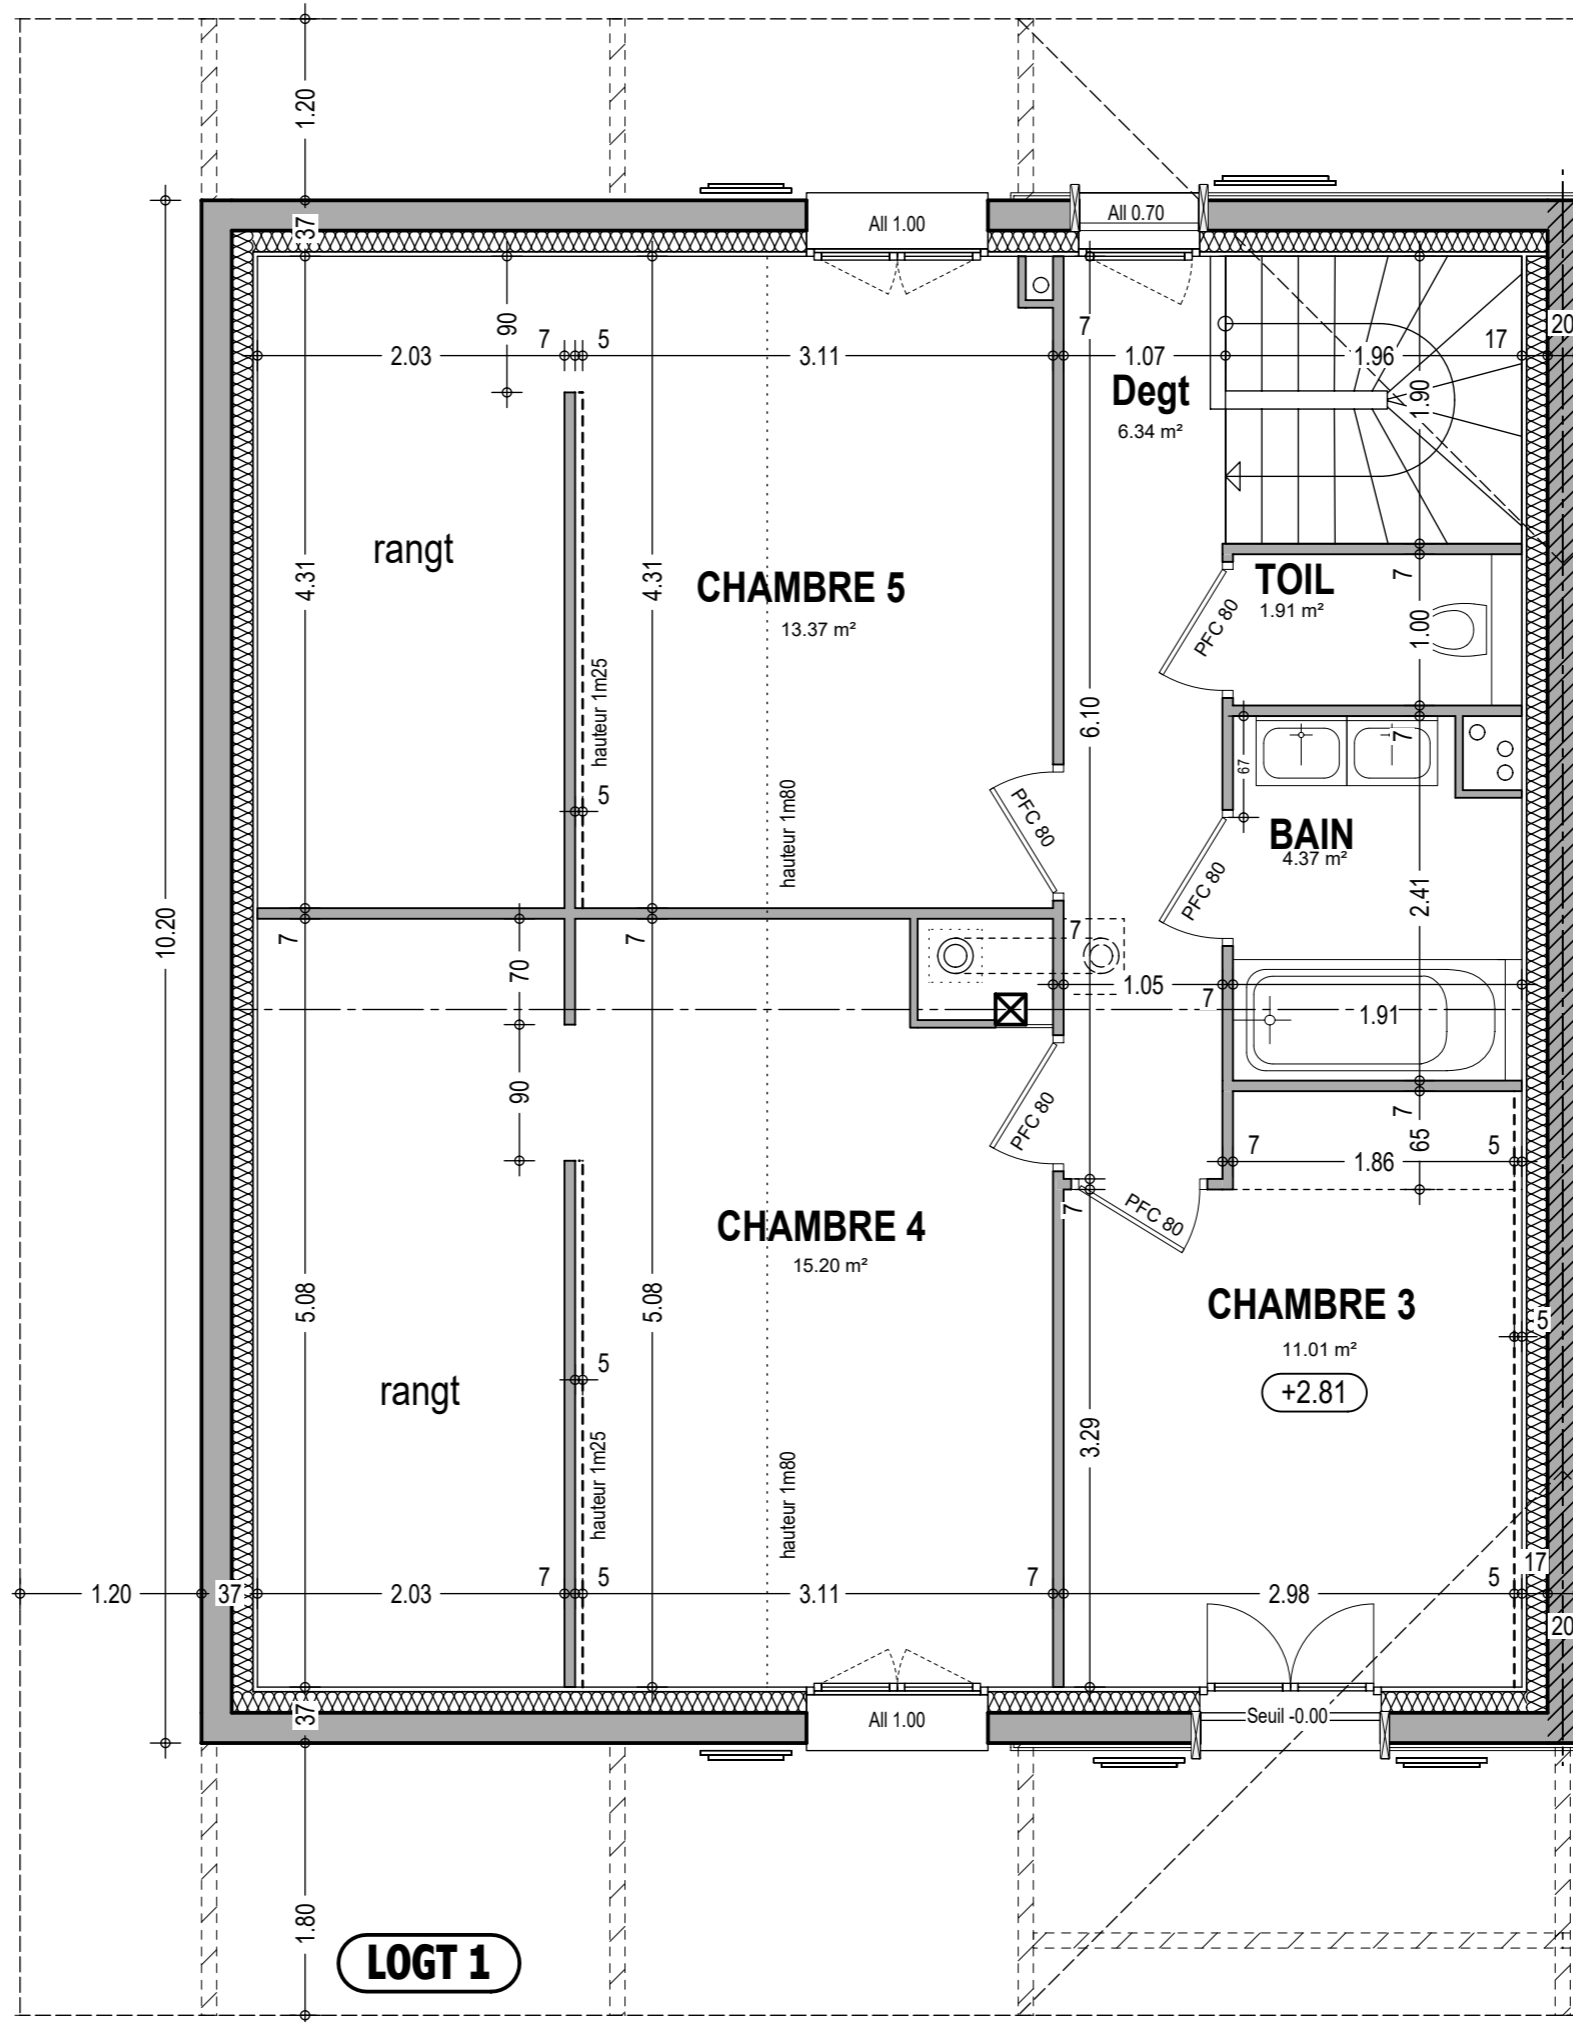 1.20
37
All 1.00
All 0.70
90
7
20
2.03
7
5
3.11
1.07
1.96
17
Degt
6.34 m²
1.90
rangt
4.31
4.31
CHAMBRE 5
13.37 m²
TOIL
1.91 m²
7
1.00
PFC 80
hauteur 1m25
6.10
7
67
5
hauteur 1m80
PFC 80
BAIN
4.37 m²
PFC 80
2.41
10.20
7
7
7
70
1.05
7
1.91
90
PFC 80
7
65
7
1.86
5
PFC 80
7
CHAMBRE 4
15.20 m²
5.08
5.08
CHAMBRE 3
11.01 m²
5
+2.81
5
rangt
3.29
hauteur 1m25
hauteur 1m80
1.20
37
2.03
7
5
3.11
7
2.98
5
17
20
37
All 1.00
Seuil -0.00
1.80
LOGT 1